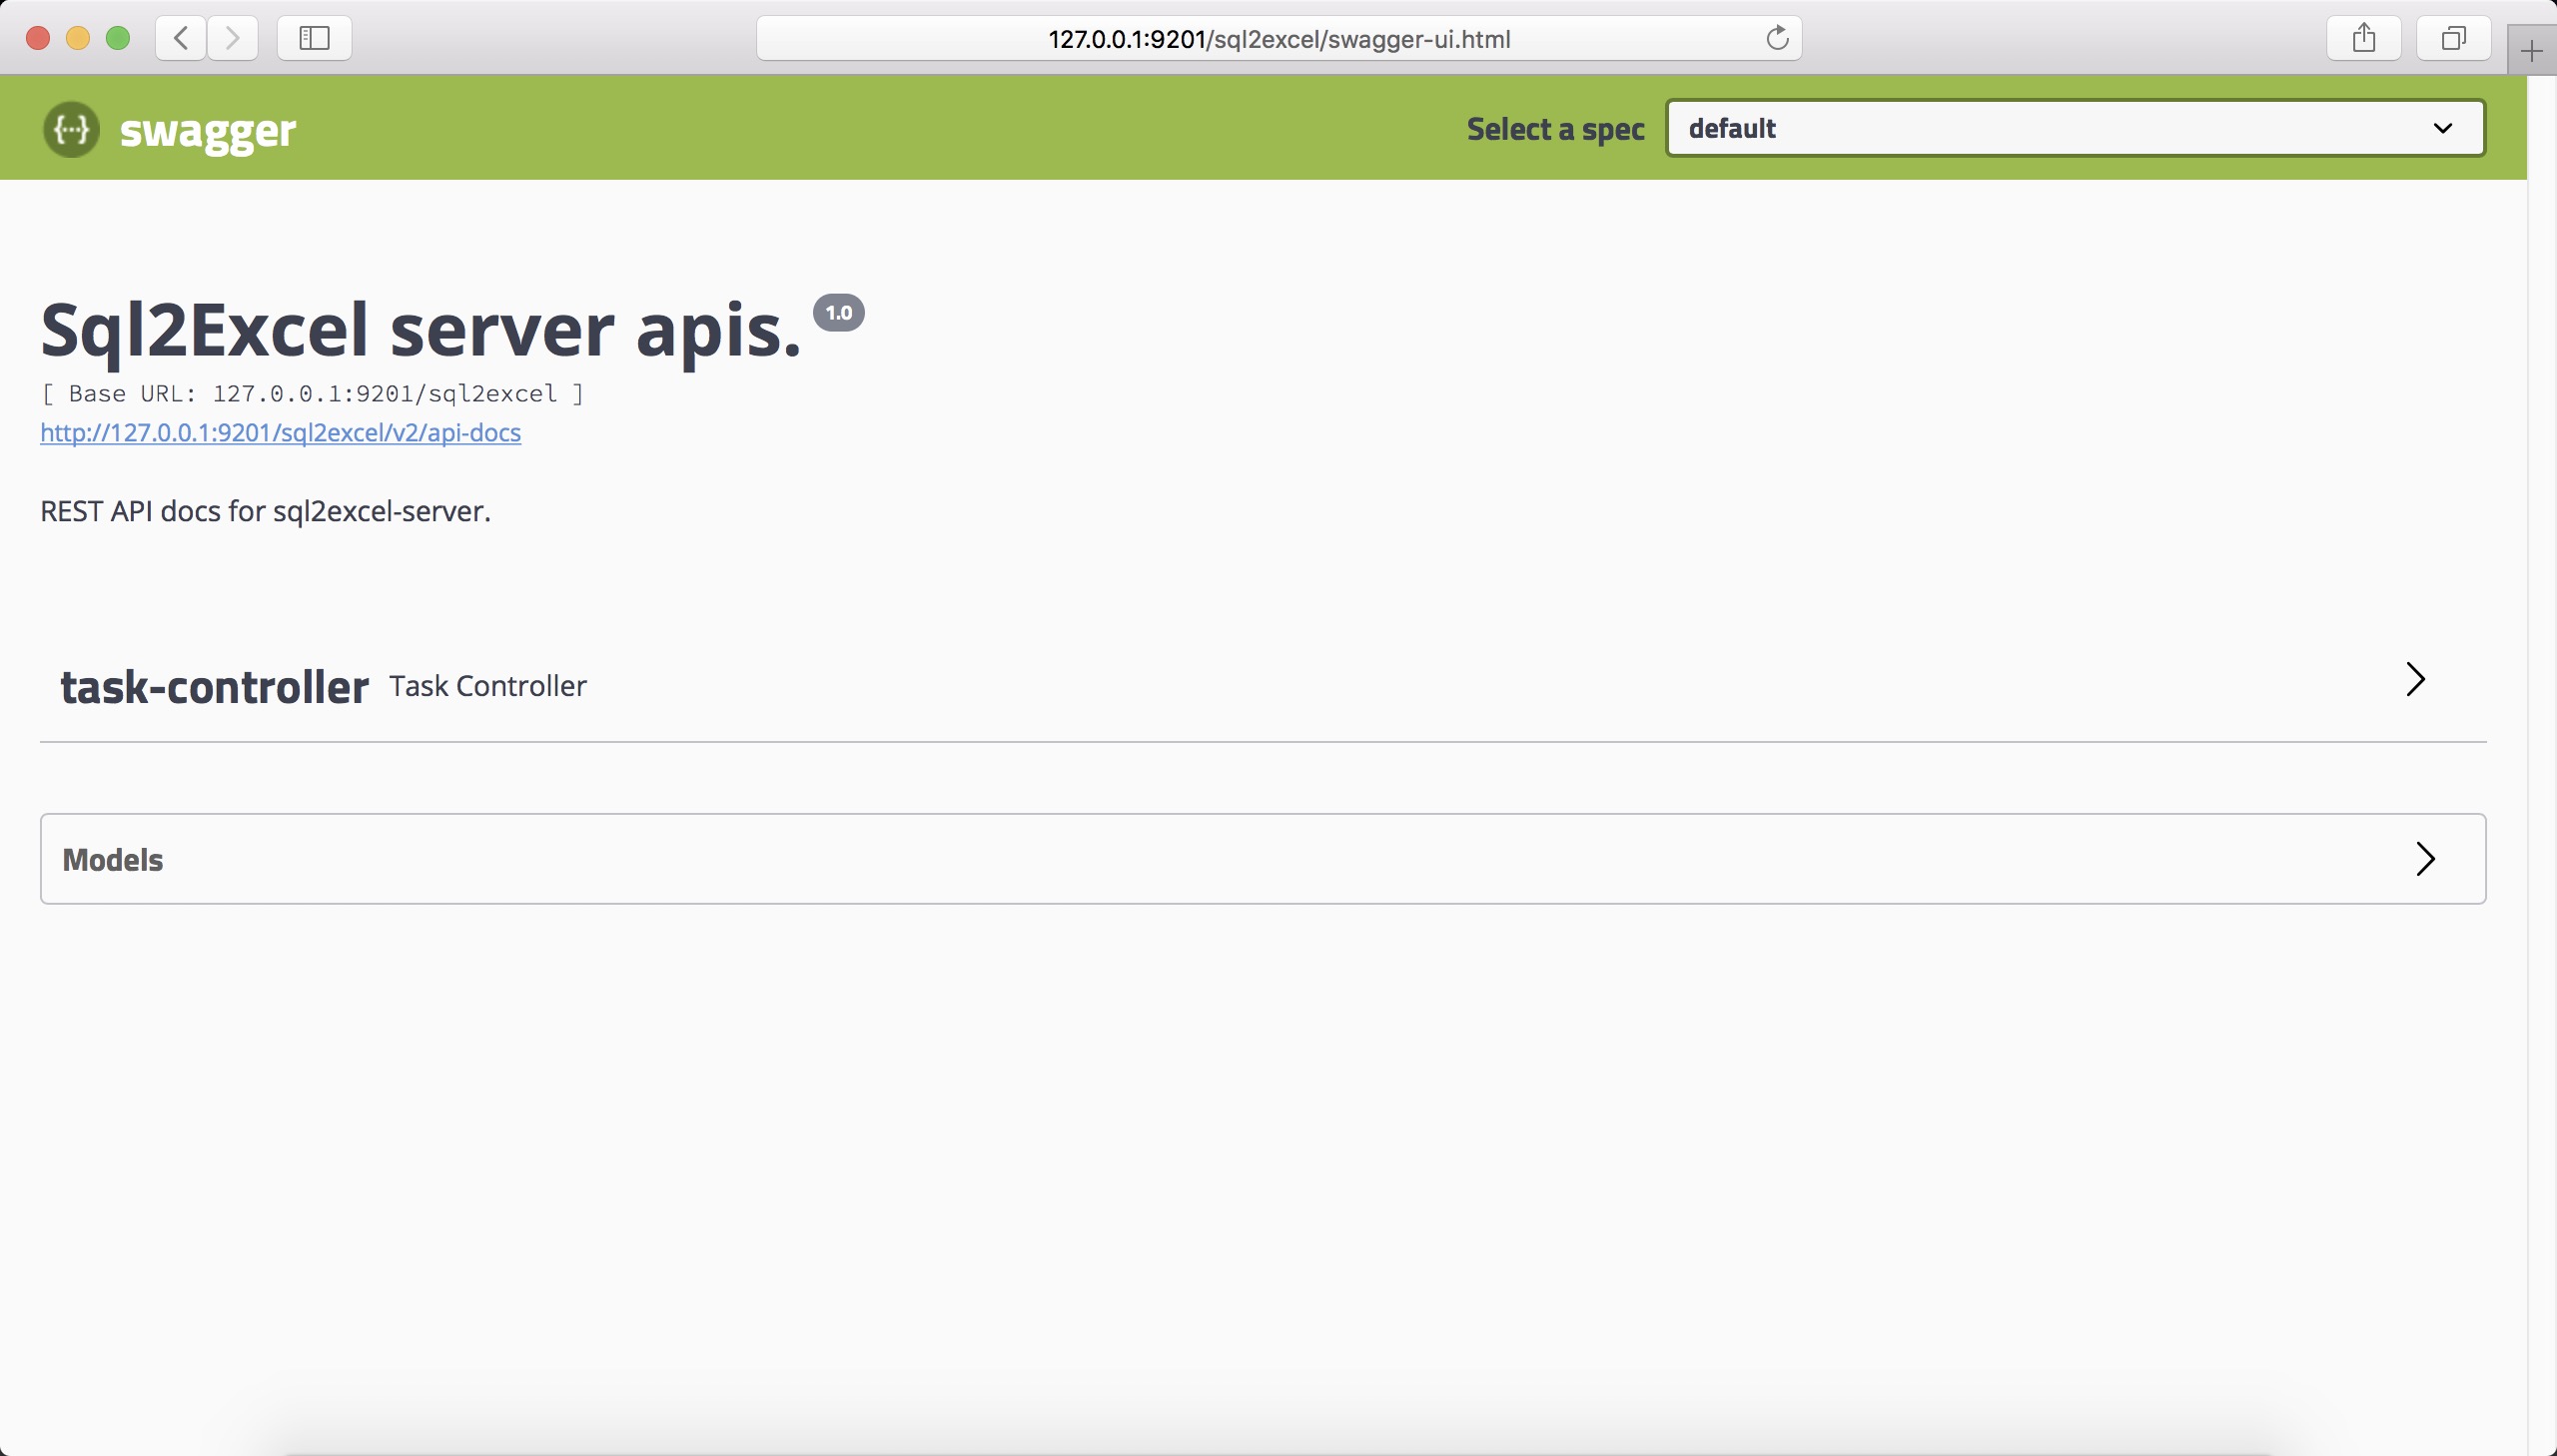 127.0.0.1:9201/sql2excel/swagger-ui.html
{···} swagger
Select a spec
default
Sql2Excel server apis. 1.0
[ Base URL: 127.0.0.1:9201/sql2excel ]
http://127.0.0.1:9201/sql2excel/v2/api-docs
REST API docs for sql2excel-server.
task-controller Task Controller
Models